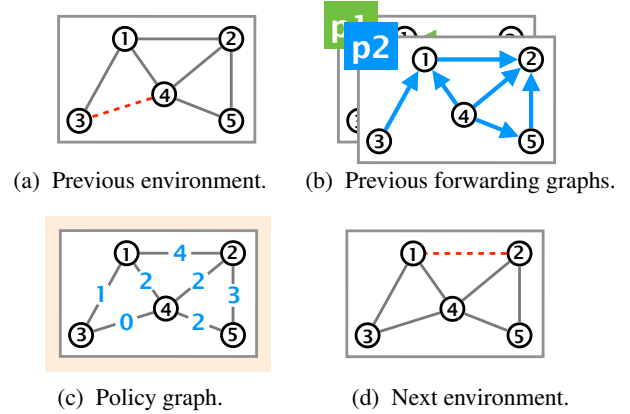 p1
p2
1 2
4
3 5
1
3
1 2
4
3 5
(a) Previous environment.
(b) Previous forwarding graphs.
1 4 2
1 2 2 3
4
3 0 2 5
1 2
4
3 5
(c) Policy graph.
(d) Next environment.